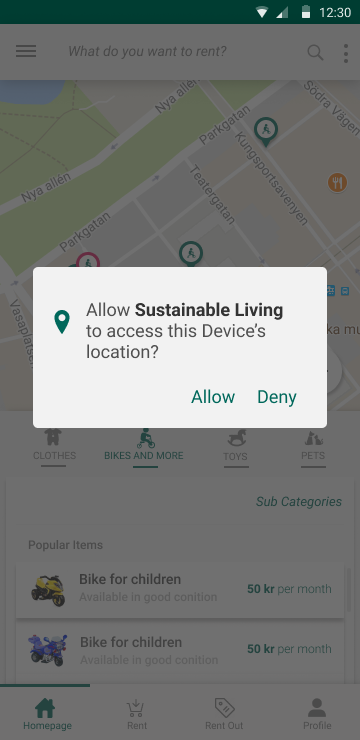 12:30
What do you want to rent?
Nya allén
Parkgatan
Södra Vägen
Kungsportsavenyen
Teatergatan
Nya allén
Parkgatan
Vasaplatsen
ka mu
Allow Sustainable Living
to access this Device's
location?
Allow Deny
CLOTHES BIKES AND MORE TOYS PETS
Sub Categories
Popular Items
Bike for children
Available in good conition
50 kr per month
Bike for children
Available in good conition
50 kr per month
Homepage Rent Rent Out Profile